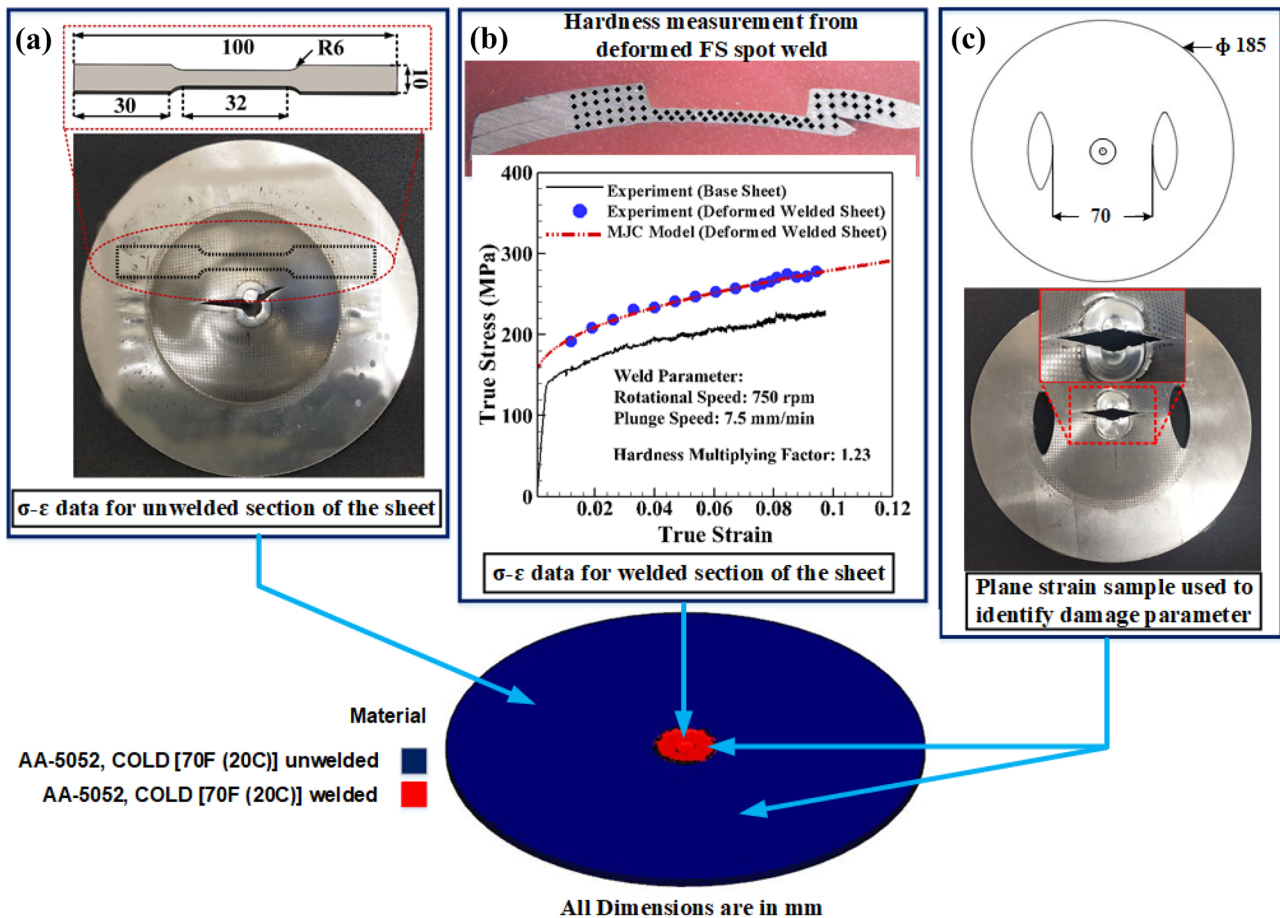 (a)
100
R6
10
30
32
σ-ε data for unwelded section of the sheet
(b)
Hardness measurement from
deformed FS spot weld
400
300
200
100
0
True Stress (MPa)
Experiment (Base Sheet)
Experiment (Deformed Welded Sheet)
MJC Model (Deformed Welded Sheet)
Weld Parameter:
Rotational Speed: 750 rpm
Plunge Speed: 7.5 mm/min
Hardness Multiplying Factor: 1.23
0.02 0.04 0.06 0.08 0.1 0.12
True Strain
σ-ε data for welded section of the sheet
(c)
ϕ 185
70
Plane strain sample used to
identify damage parameter
Material
AA-5052, COLD [70F (20C)] unwelded
AA-5052, COLD [70F (20C)] welded
All Dimensions are in mm